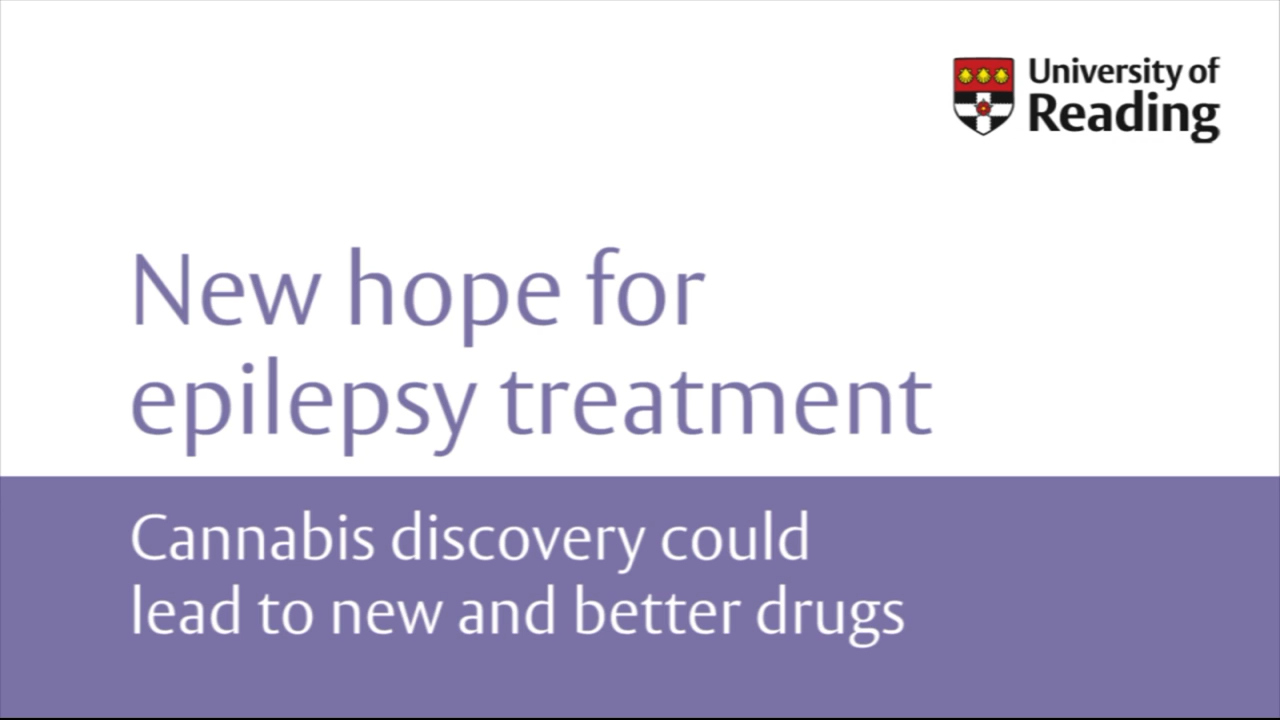 University of
Reading
New hope for
epilepsy treatment
Cannabis discovery could
lead to new and better drugs